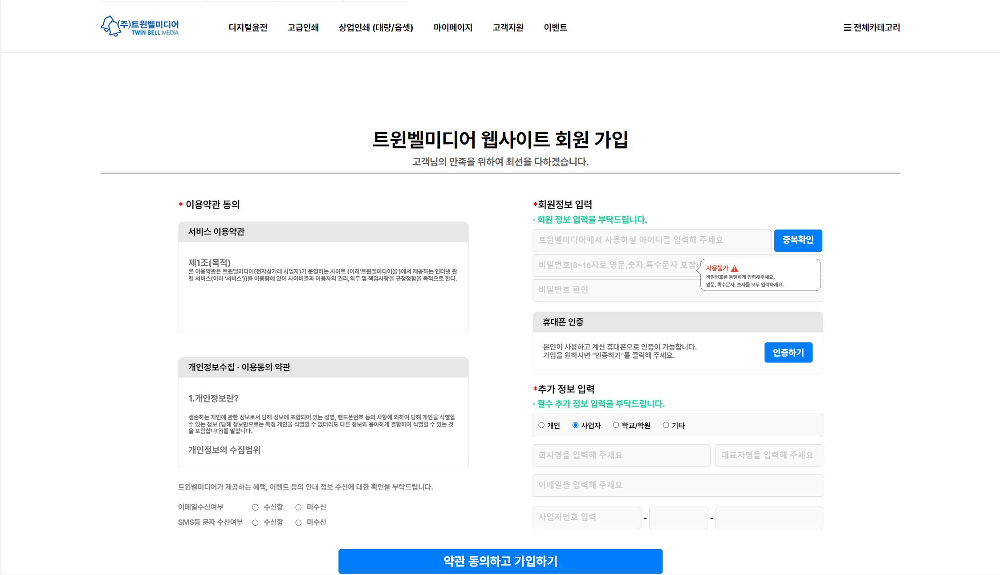 (주)트윈벨미디어
TWIN BELL MEDIA
디지털윤전
고급인쇄
상업인쇄 (대량/옵셋)
마이페이지
고객지원
이벤트
전체카테고리
트윈벨미디어 웹사이트 회원 가입
고객님의 만족을 위하여 최선을 다하겠습니다.
* 이용약관 동의
서비스 이용약관
제1조(목적)
본 이용약관은 트윈벨미디어(전자상거래 사업자)가 운영하는 사이트 (이하'트윈벨미디어몰')에서 제공하는 인터넷 관
련 서비스(이하 '서비스'))를 이용함에 있어 사이버몰과 이용자의 권리,의무 및 책임사항을 규정정함을 목적으로 한다.
개인정보수집 · 이용동의 약관
1.개인정보란?
생존하는 개인에 관한 정보로서 당해 정보에 포함되어 있는 성명, 핸드폰번호 등의 사항에 의하여 당해 개인을 식별할
수 있는 정보 (당해 정보만으로는 특정 개인을 식별할 수 없더라도 다른 정보와 용이하게 결합하여 식별할 수 있는 것
을 포함합니다)를 말합니다.
개인정보의 수집범위
트윈벨미디어가 제공하는 혜택, 이벤트 등의 안내 정보 수신에 대한 확인을 부탁드립니다.
이메일수신여부 수신함 미수신
SMS등 문자 수신여부 수신함 미수신
*회원정보 입력
· 회원 정보 입력을 부탁드립니다.
트윈벨미디어에서 사용하실 아이디를 입력해 주세요
중복확인
비밀번호(8~16자로 영문,숫자,특수문자 포함)
사용불가
비밀번호를 동일하게 입력해주세요.
영문, 특수문자, 숫자를 모두 입력하세요.
비밀번호 확인
휴대폰 인증
본인이 사용하고 계신 휴대폰으로 인증이 가능합니다.
가입을 원하시면 "인증하기"를 클릭해 주세요.
인증하기
*추가 정보 입력
· 필수 추가 정보 입력을 부탁드립니다.
개인 사업자 학교/학원 기타
회사명을 입력해 주세요
대표자명을 입력해 주세요
이메일을 입력해 주세요
사업자번호 입력 - -
약관 동의하고 가입하기